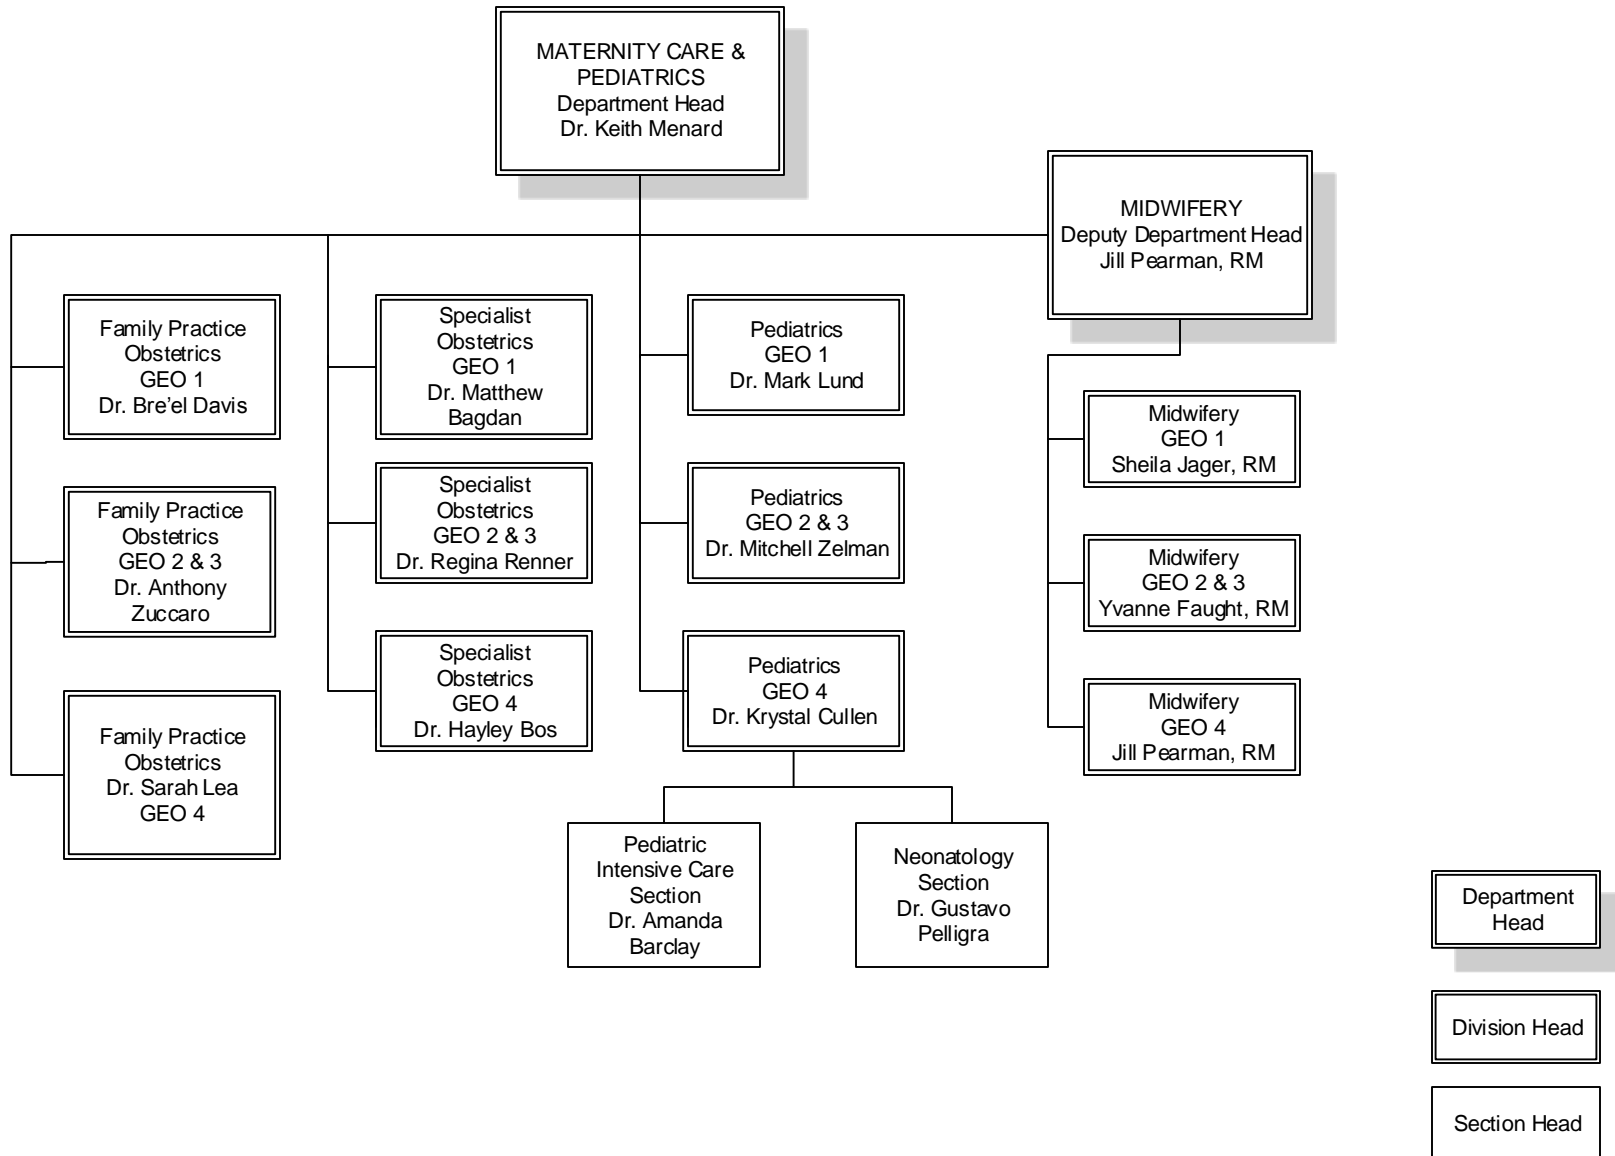 MATERNITY CARE &
PEDIATRICS
Department Head
Dr. Keith Menard
MIDWIFERY
Deputy Department Head
Jill Pearman, RM
Family Practice
Obstetrics
GEO 1
Dr. Bre’el Davis
Specialist
Obstetrics
GEO 1
Dr. Matthew
Bagdan
Pediatrics
GEO 1
Dr. Mark Lund
Midwifery
GEO 1
Sheila Jager, RM
Family Practice
Obstetrics
GEO 2 & 3
Dr. Anthony
Zuccaro
Specialist
Obstetrics
GEO 2 & 3
Dr. Regina Renner
Pediatrics
GEO 2 & 3
Dr. Mitchell Zelman
Midwifery
GEO 2 & 3
Yvanne Faught, RM
Family Practice
Obstetrics
Dr. Sarah Lea
GEO 4
Specialist
Obstetrics
GEO 4
Dr. Hayley Bos
Pediatrics
GEO 4
Dr. Krystal Cullen
Midwifery
GEO 4
Jill Pearman, RM
Pediatric
Intensive Care
Section
Dr. Amanda
Barclay
Neonatology
Section
Dr. Gustavo
Pelligra
Department
Head
Division Head
Section Head